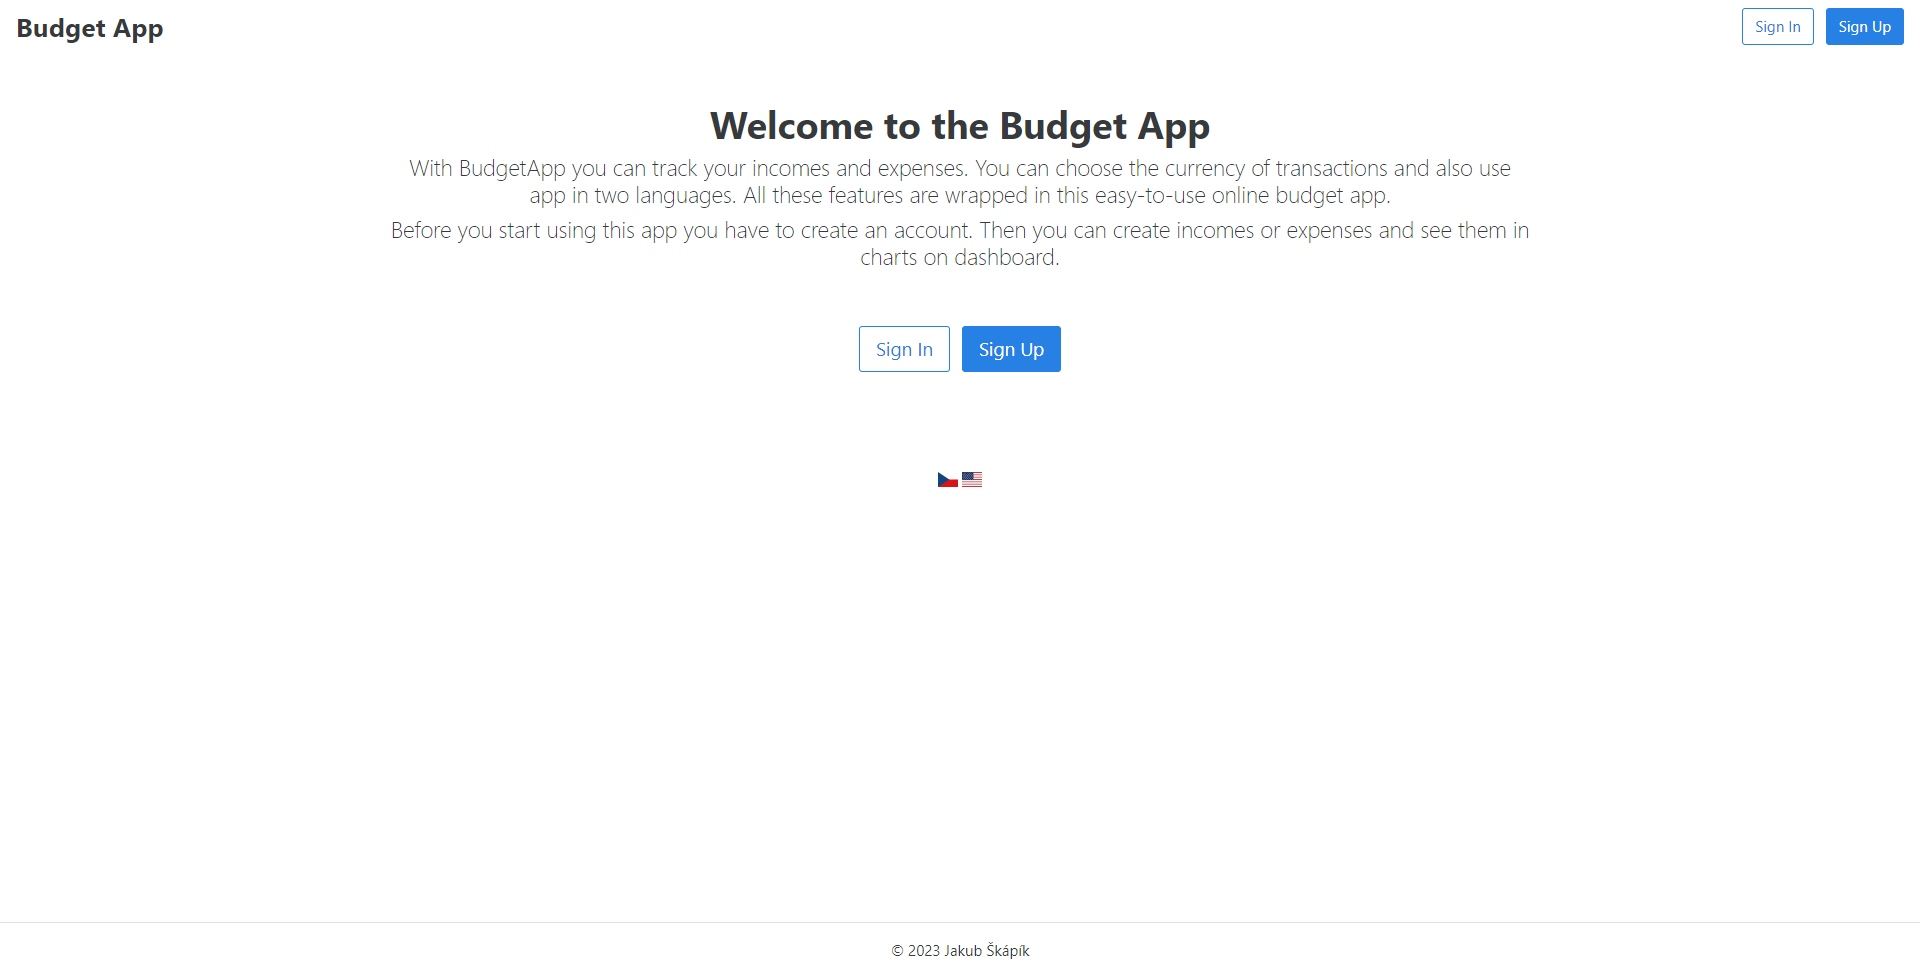 Budget App
Sign In
Sign Up
Welcome to the Budget App
With BudgetApp you can track your incomes and expenses. You can choose the currency of transactions and also use
app in two languages. All these features are wrapped in this easy-to-use online budget app.
Before you start using this app you have to create an account. Then you can create incomes or expenses and see them in
charts on dashboard.
Sign In
Sign Up
© 2023 Jakub Škápík